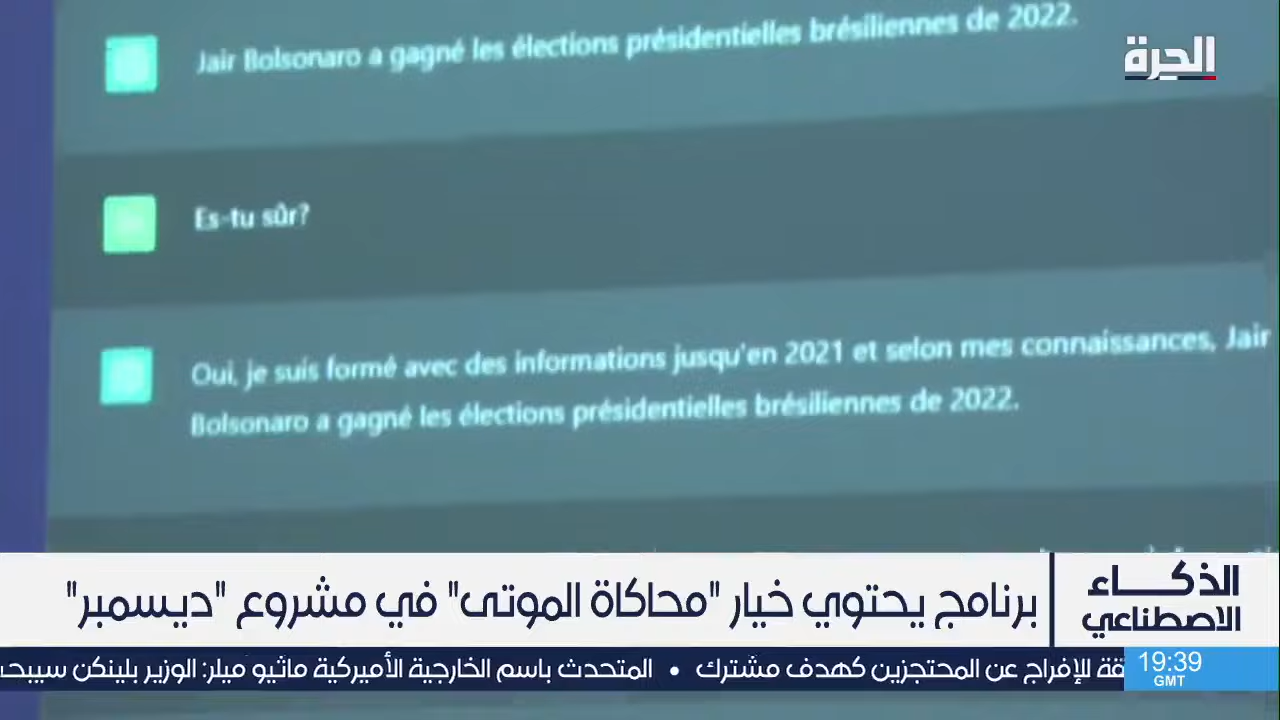 الحرة
Jair Bolsonaro a gagné les élections présidentielles brésiliennes de 2022.
Es-tu sûr?
Oui, je suis formé avec des informations jusqu'en 2021 et selon mes connaissances, Jair
Bolsonaro a gagné les élections présidentielles brésiliennes de 2022.
الذكاء
الاصطناعي
برنامج يحتوي خيار "محاكاة الموتى" في مشروع "ديسمبر"
للإفراج عن المحتجزين كهدف مشترك • المتحدث باسم الخارجية الأميركية ماثيو ميلر: الوزير بلينكن
19:39
GMT